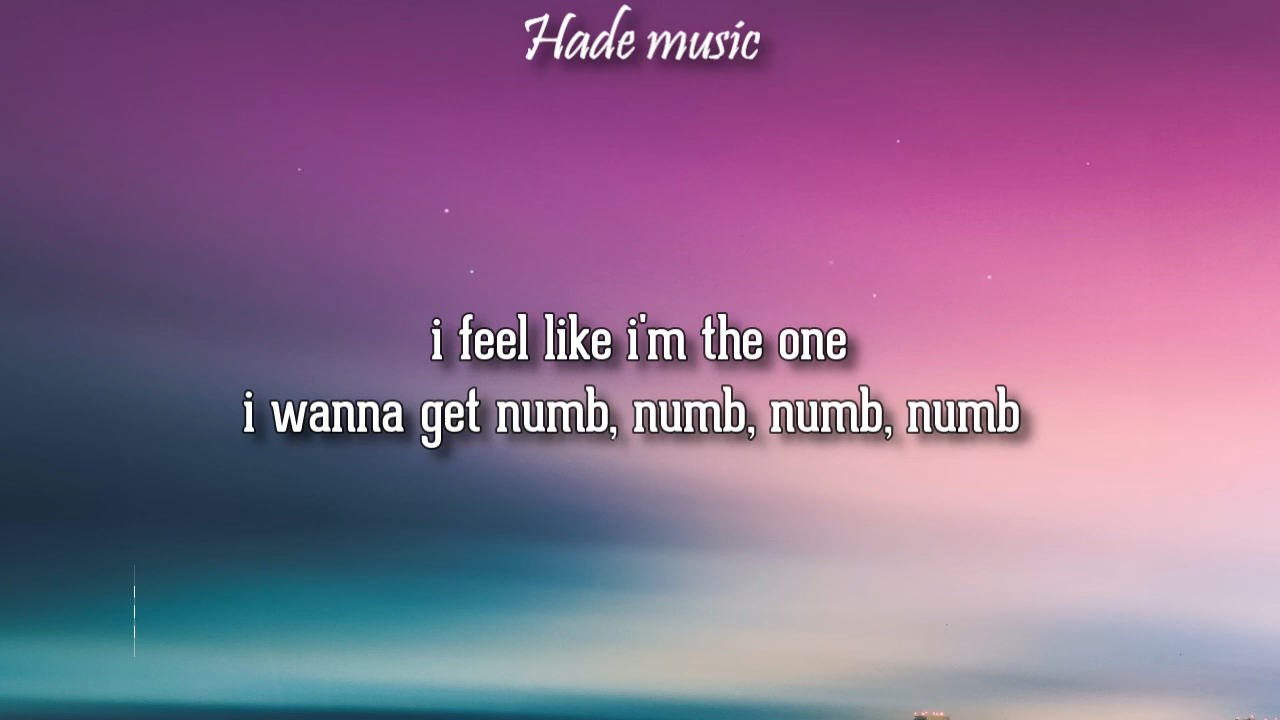 Hade music
i feel like i'm the one
i wanna get numb, numb, numb, numb